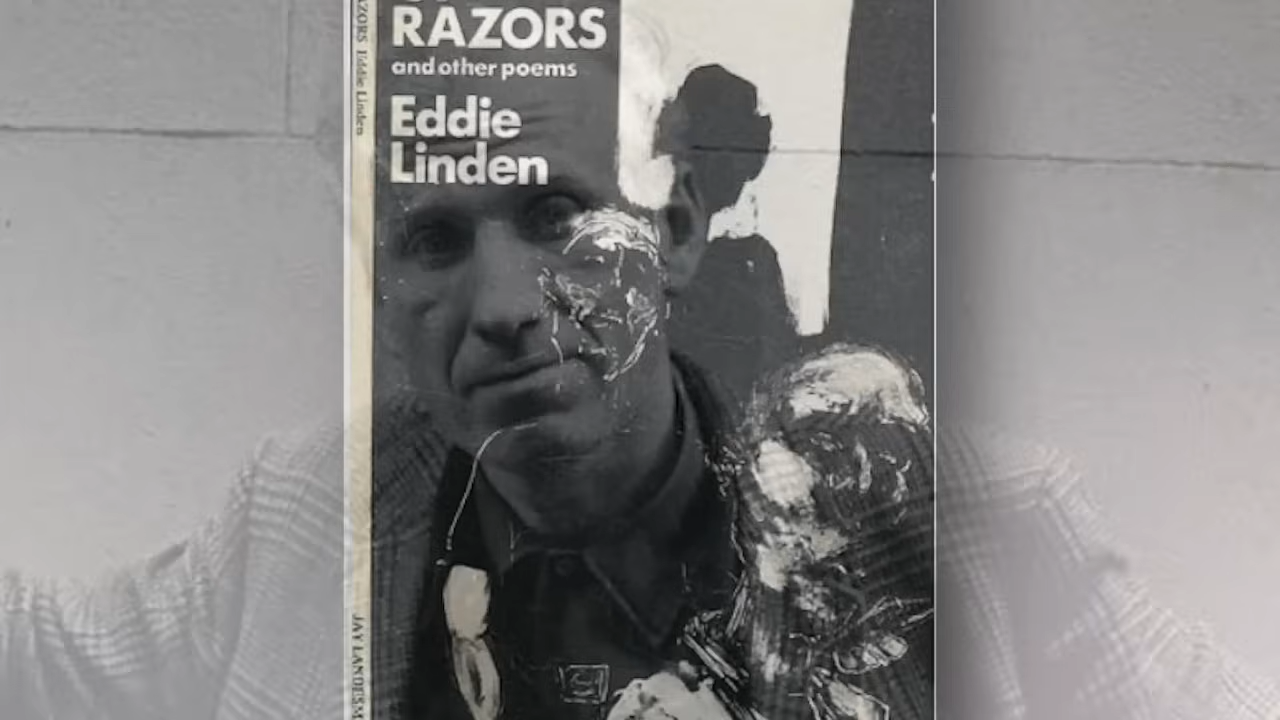 RAZORS
and other poems
Eddie
Linden
RAZORS Eddie Linden
JAY LANDESM